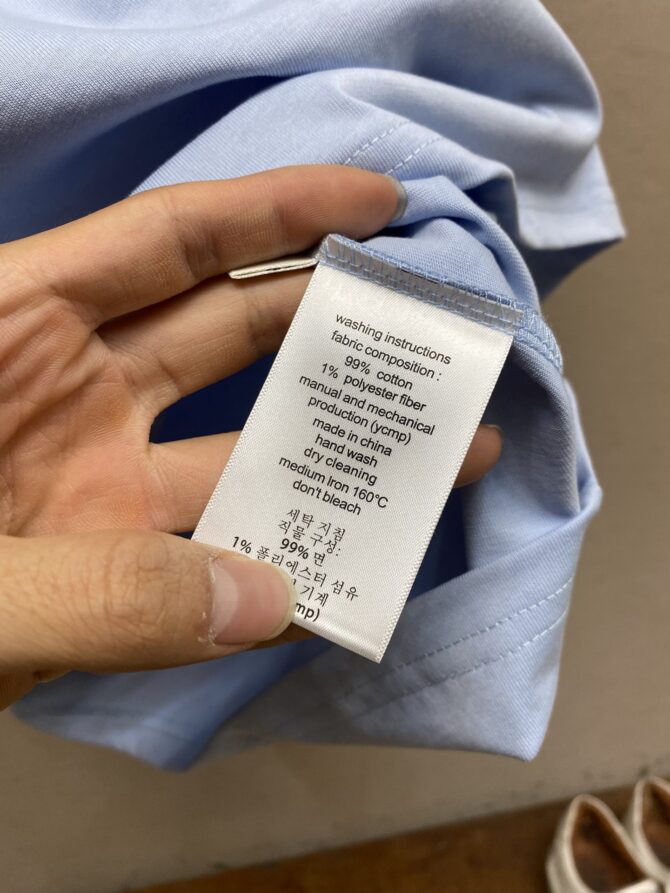 washing instructions
fabric composition :
99% cotton
1% polyester fiber
manual and mechanical
production (ycmp)
made in china
hand wash
dry cleaning
medium Iron 160°C
don't bleach
세탁 지침
직물 구성:
99% 면
1% 폴리에스터 섬유
기계